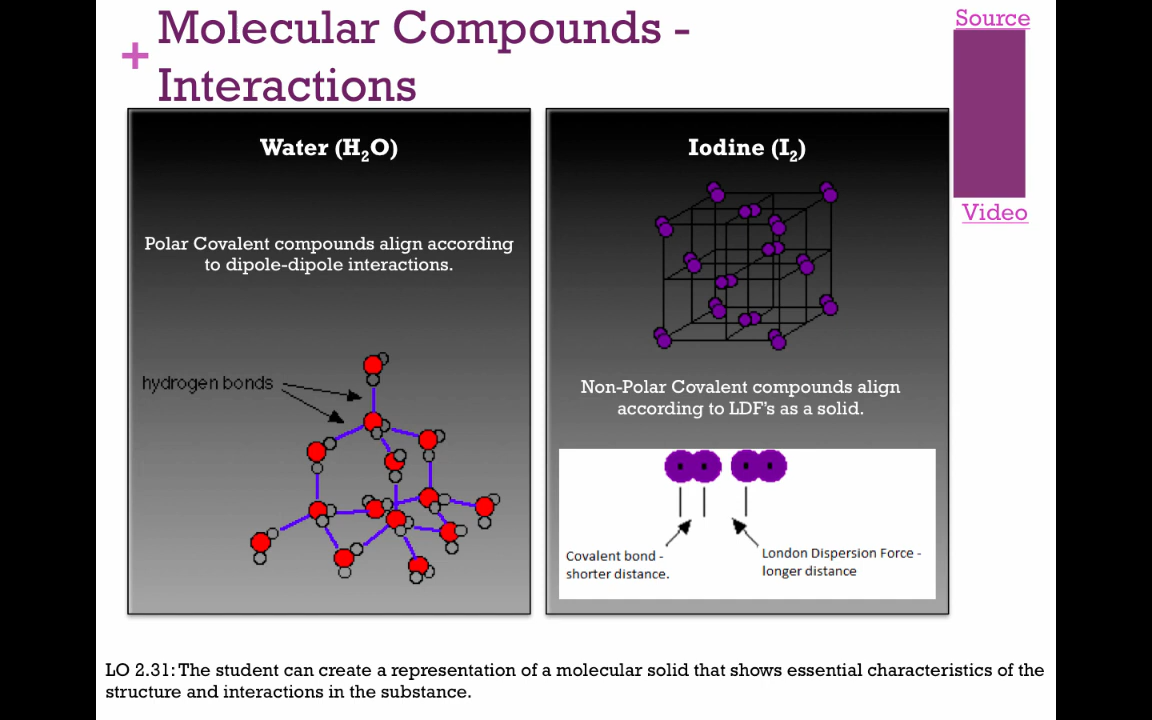 Molecular Compounds -
+
Interactions
Source
Video
Water (H₂O)
Polar Covalent compounds align according
to dipole-dipole interactions.
hydrogen bonds
Iodine (I₂)
Non-Polar Covalent compounds align
according to LDF's as a solid.
Covalent bond -
shorter distance.
London Dispersion Force -
longer distance
LO 2.31: The student can create a representation of a molecular solid that shows essential characteristics of the
structure and interactions in the substance.